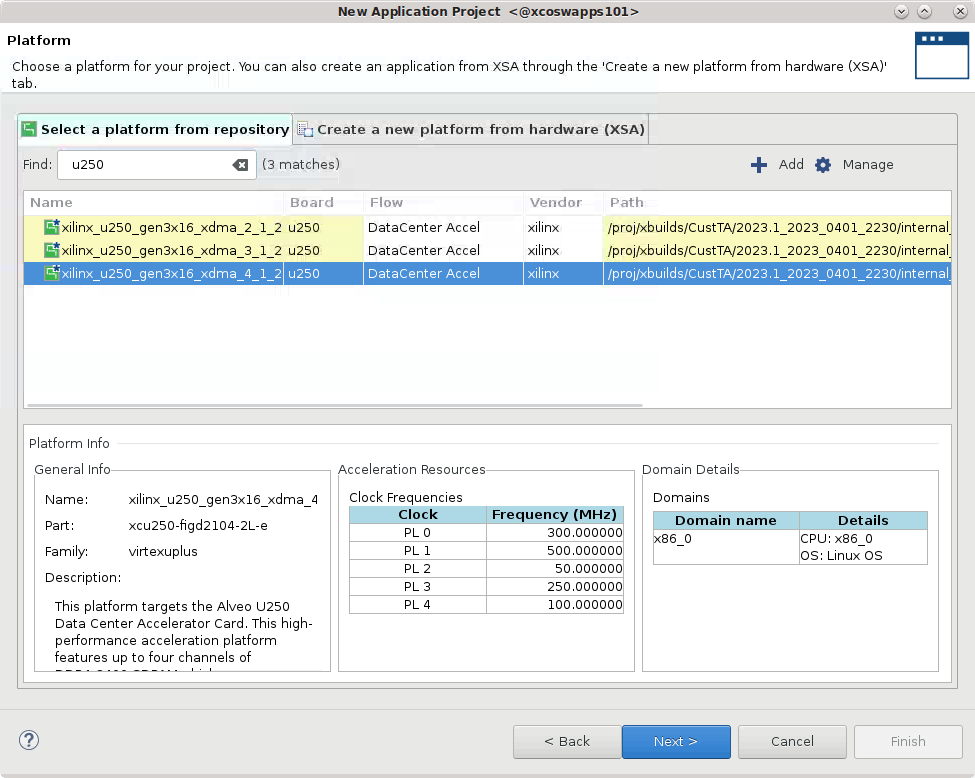 New Application Project <@xcoswapps101>
Platform
Choose a platform for your project. You can also create an application from XSA through the 'Create a new platform from hardware (XSA)'
tab.
Select a platform from repository
Create a new platform from hardware (XSA)
Find: u250 (3 matches) Add Manage
Name Board Flow Vendor Path
xilinx_u250_gen3x16_xdma_2_1_2 u250 DataCenter Accel xilinx /proj/xbuilds/CustTA/2023.1_2023_0401_2230/internal_
xilinx_u250_gen3x16_xdma_3_1_2 u250 DataCenter Accel xilinx /proj/xbuilds/CustTA/2023.1_2023_0401_2230/internal_
xilinx_u250_gen3x16_xdma_4_1_2 u250 DataCenter Accel xilinx /proj/xbuilds/CustTA/2023.1_2023_0401_2230/internal_
Platform Info
General Info
Name: xilinx_u250_gen3x16_xdma_4
Part: xcu250-figd2104-2L-e
Family: virtexuplus
Description:
This platform targets the Alveo U250
Data Center Accelerator Card. This high-
performance acceleration platform
features up to four channels of
Acceleration Resources
Clock Frequencies
Clock Frequency (MHz)
PL 0 300.000000
PL 1 500.000000
PL 2 50.000000
PL 3 250.000000
PL 4 100.000000
Domain Details
Domains
Domain name Details
x86_0 CPU: x86_0
OS: Linux OS
? < Back Next > Cancel Finish